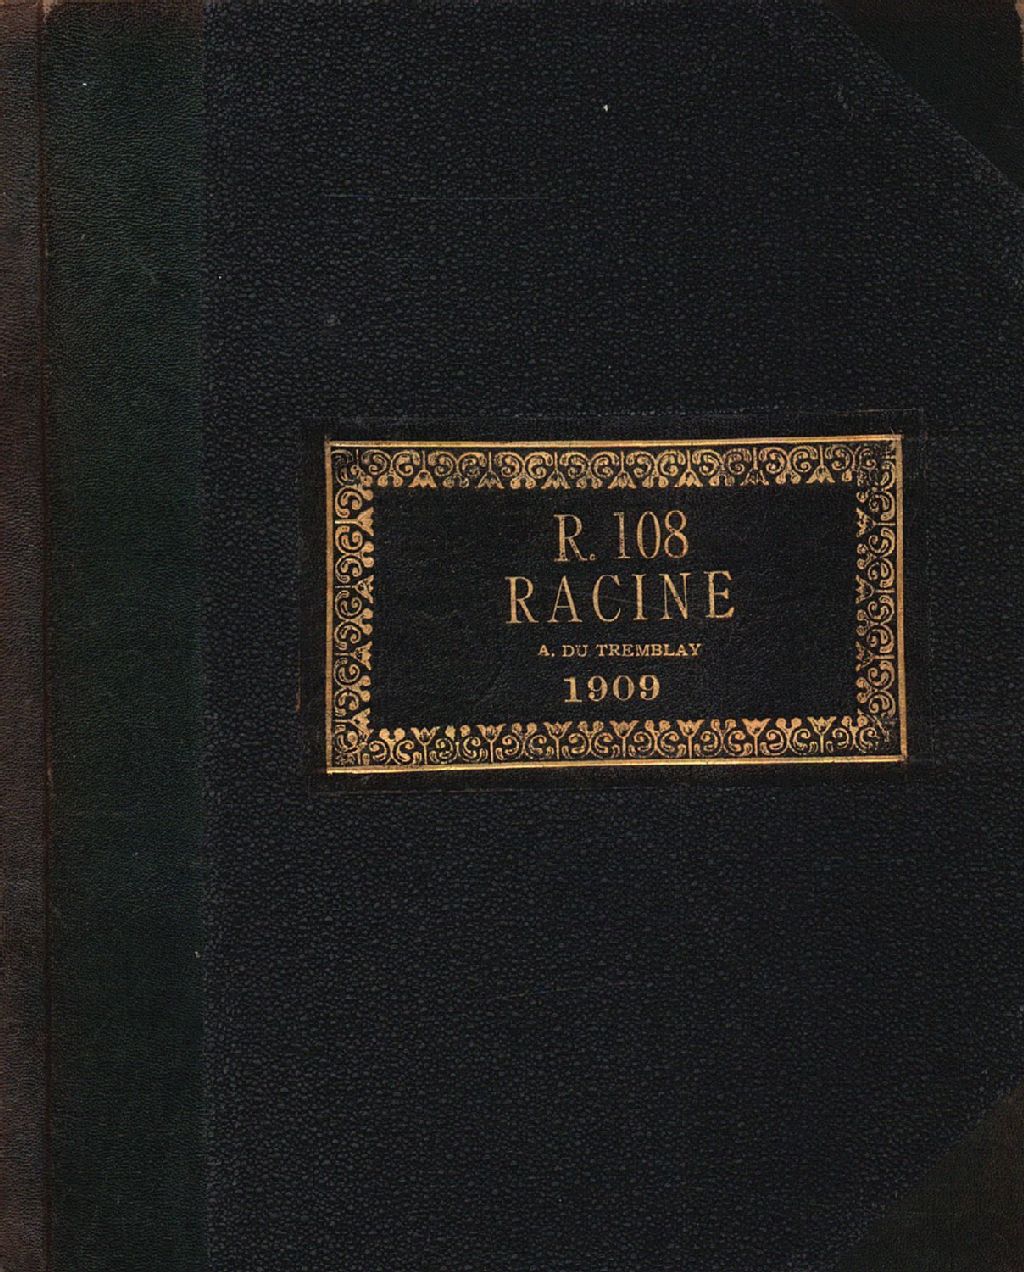 R. 108
RACINE
A. DU TREMBLAY
1909